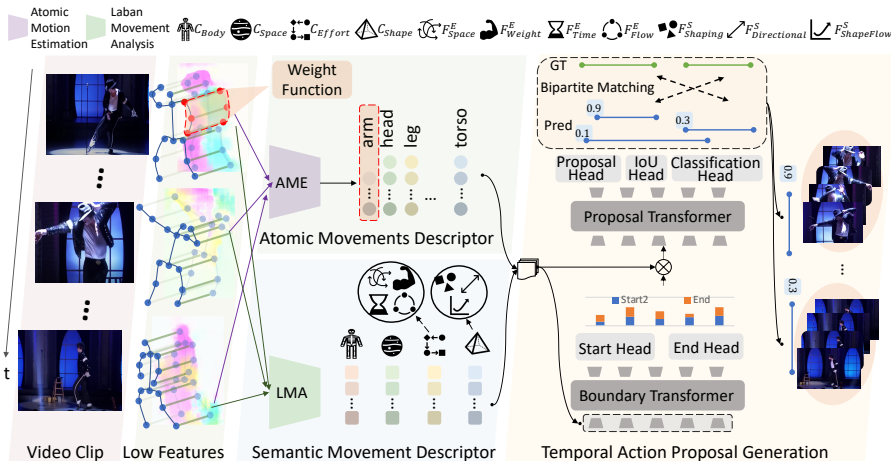 Atomic Motion Estimation
Laban Movement Analysis
C_Body
C_Space
C_Effort
C_Shape
F^E_Space
F^E_Weight
F^E_Time
F^E_Flow
F^S_Shaping
F^S_Directional
F^S_ShapeFlow
t
Video Clip
Low Features
Weight
Function
AME
arm
head
leg
...
torso
Atomic Movements Descriptor
LMA
Semantic Movement Descriptor
GT
Bipartite Matching
0.9
0.3
Pred
0.1
Proposal Head
IoU Head
Classification Head
Proposal Transformer
Start2
End
Start Head
End Head
Boundary Transformer
Temporal Action Proposal Generation
0.9
...
0.3